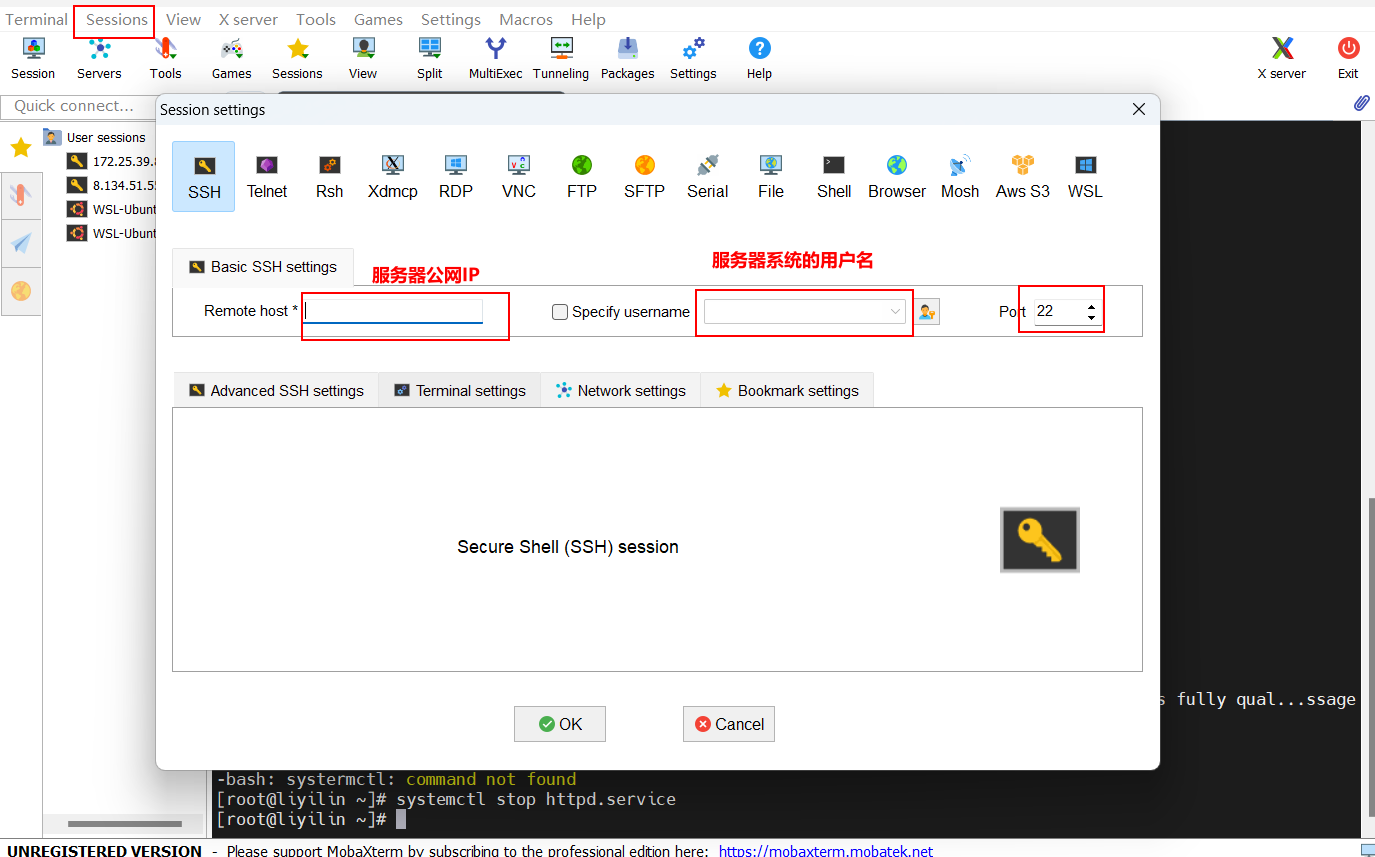 Terminal Sessions View X server Tools Games Settings Macros Help
Session Servers Tools Games Sessions View Split MultiExec Tunneling Packages Settings Help X server Exit
Quick connect...
Session settings
User sessions
172.25.39.
8.134.51.5
WSL-Ubunt
WSL-Ubunt
SSH Telnet Rsh Xdmcp RDP VNC FTP SFTP Serial File Shell Browser Mosh Aws S3 WSL
Basic SSH settings
服务器公网IP
服务器系统的用户名
Remote host * Specify username Port 22
Advanced SSH settings Terminal settings Network settings Bookmark settings
Secure Shell (SSH) session
s fully qual...ssage
OK Cancel
-bash: systermctl: command not found
[root@liyilin ~]# systemctl stop httpd.service
[root@liyilin ~]#
UNREGISTERED VERSION - Please support MobaXterm by subscribing to the professional edition here: https://mobaxterm.mobatek.net